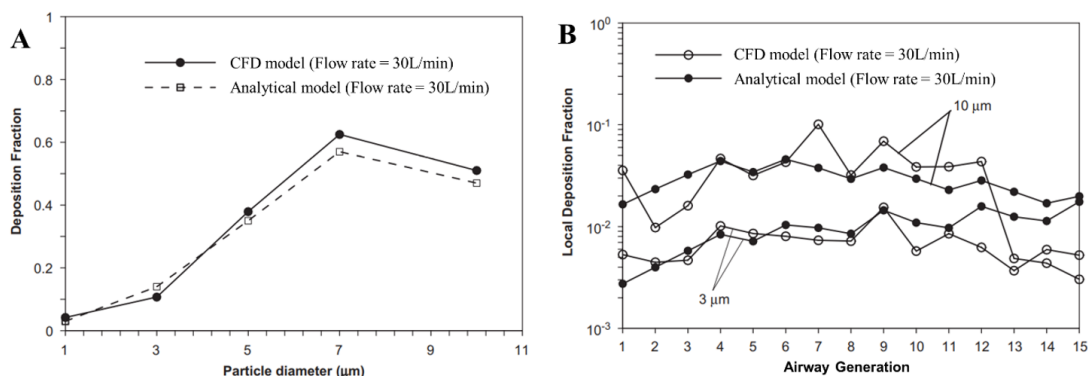 A
Deposition Fraction
1
0.8
0.6
0.4
0.2
0
CFD model (Flow rate = 30L/min)
Analytical model (Flow rate = 30L/min)
1 3 5 7 9 11
Particle diameter (μm)
B
Local Deposition Fraction
10⁰
10⁻¹
10⁻²
10⁻³
CFD model (Flow rate = 30L/min)
Analytical model (Flow rate = 30L/min)
10 μm
3 μm
1 2 3 4 5 6 7 8 9 10 11 12 13 14 15
Airway Generation